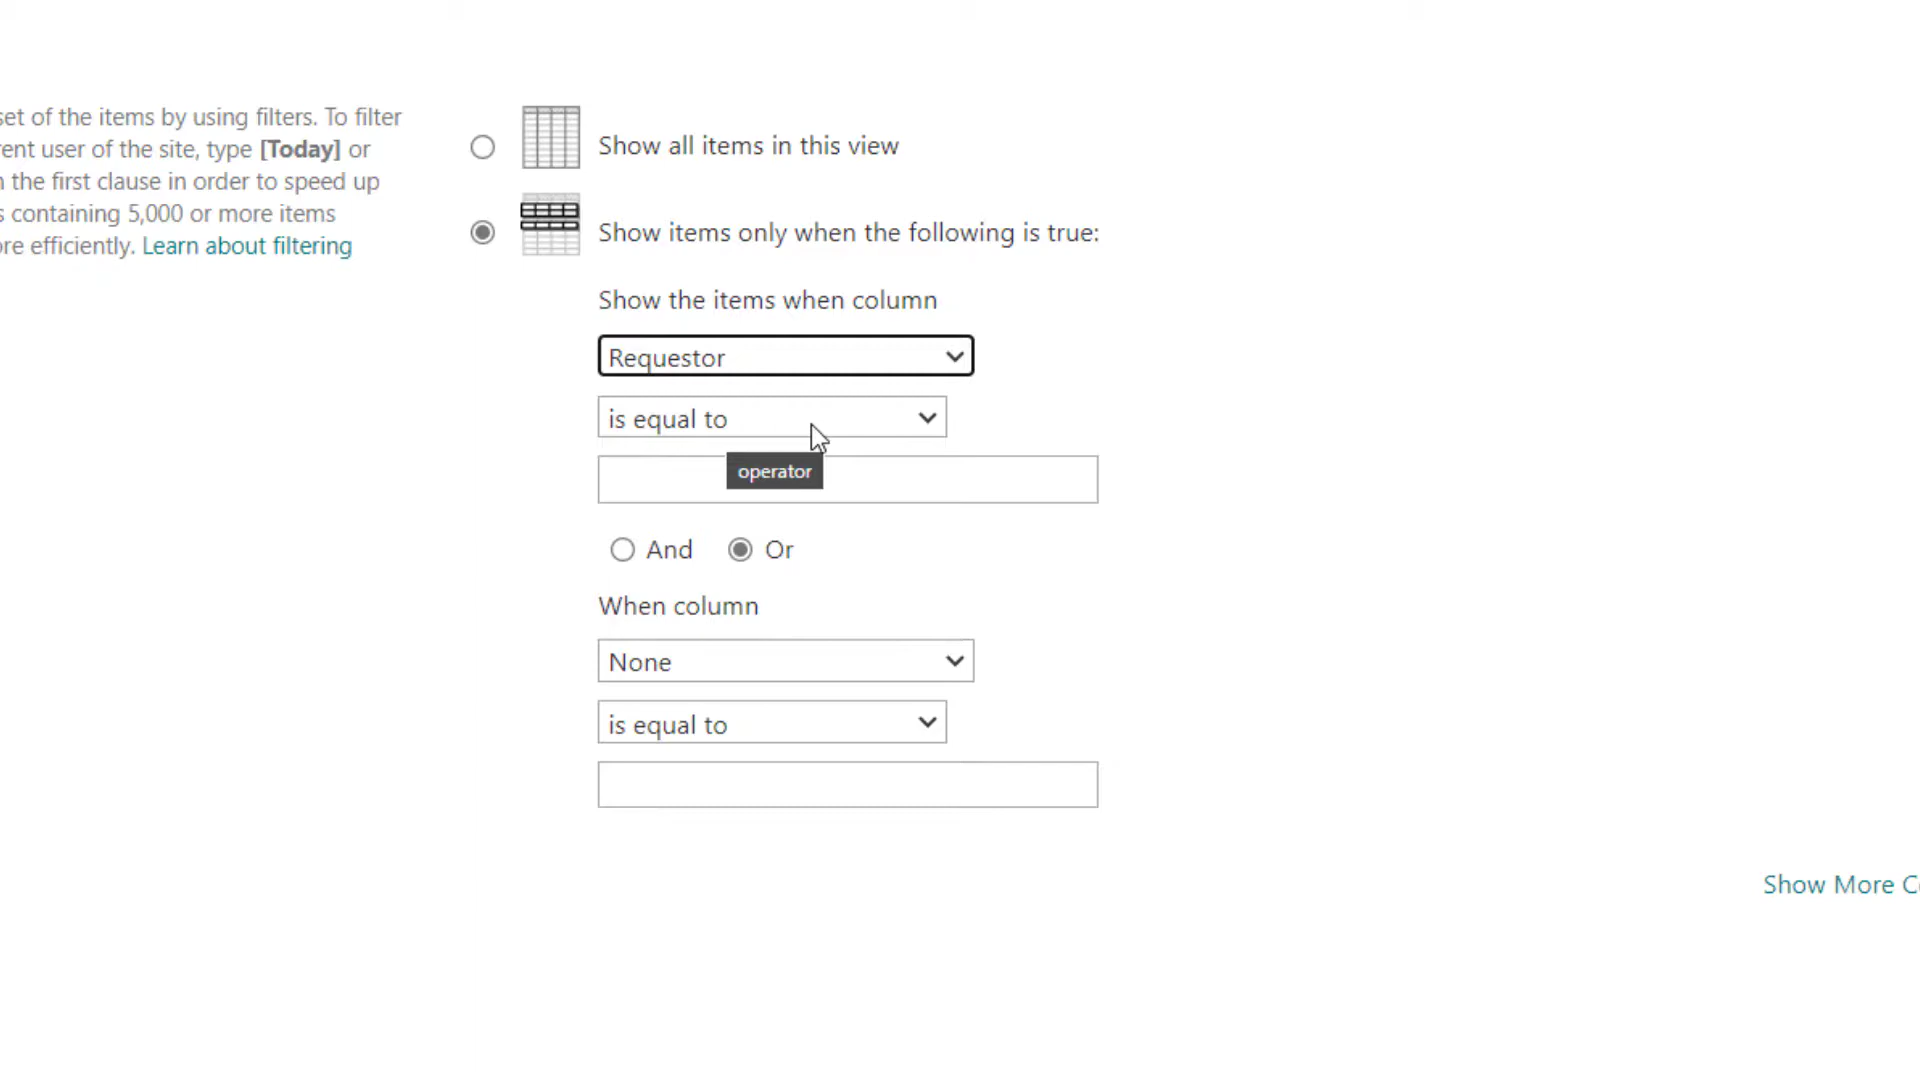 set of the items by using filters. To filter
rent user of the site, type [Today] or
the first clause in order to speed up
containing 5,000 or more items
ore efficiently. Learn about filtering
Show all items in this view
Show items only when the following is true:
Show the items when column
Requestor
is equal to
operator
And
Or
When column
None
is equal to
Show More